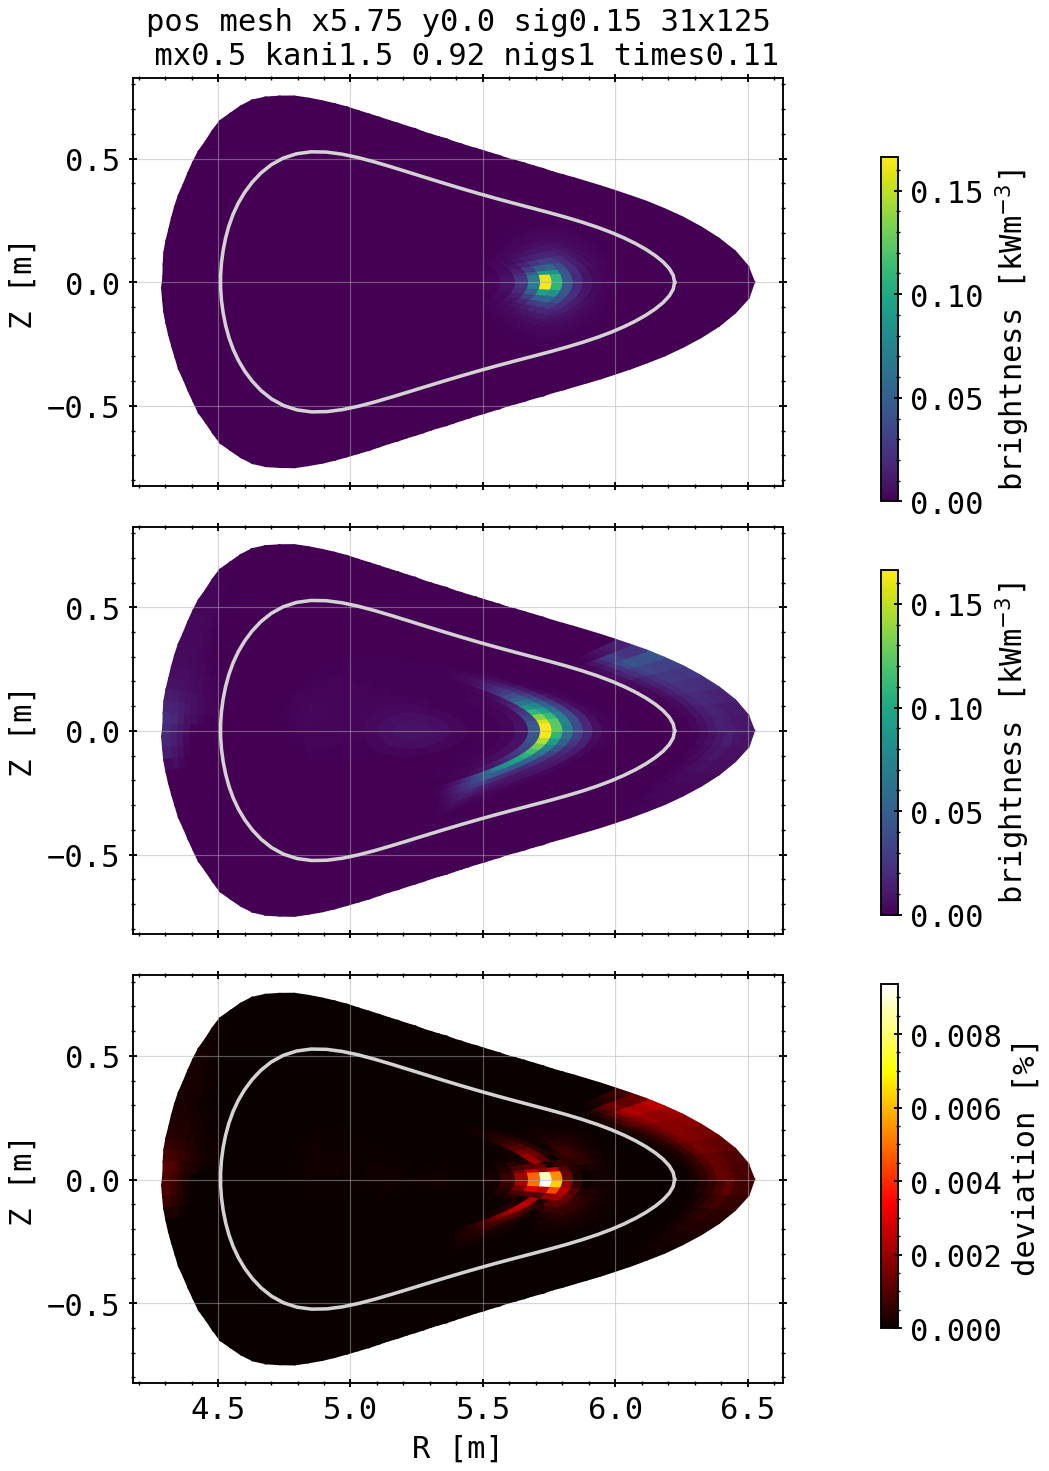 pos mesh x5.75 y0.0 sig0.15 31x125
mx0.5 kani1.5 0.92 nigs1 times0.11
0.5
0.0
−0.5
Z [m]
0.15
0.10
0.05
0.00
brightness [kWm⁻³]
0.5
0.0
−0.5
Z [m]
0.15
0.10
0.05
0.00
brightness [kWm⁻³]
0.5
0.0
−0.5
Z [m]
0.008
0.006
0.004
0.002
0.000
deviation [%]
4.5 5.0 5.5 6.0 6.5
R [m]